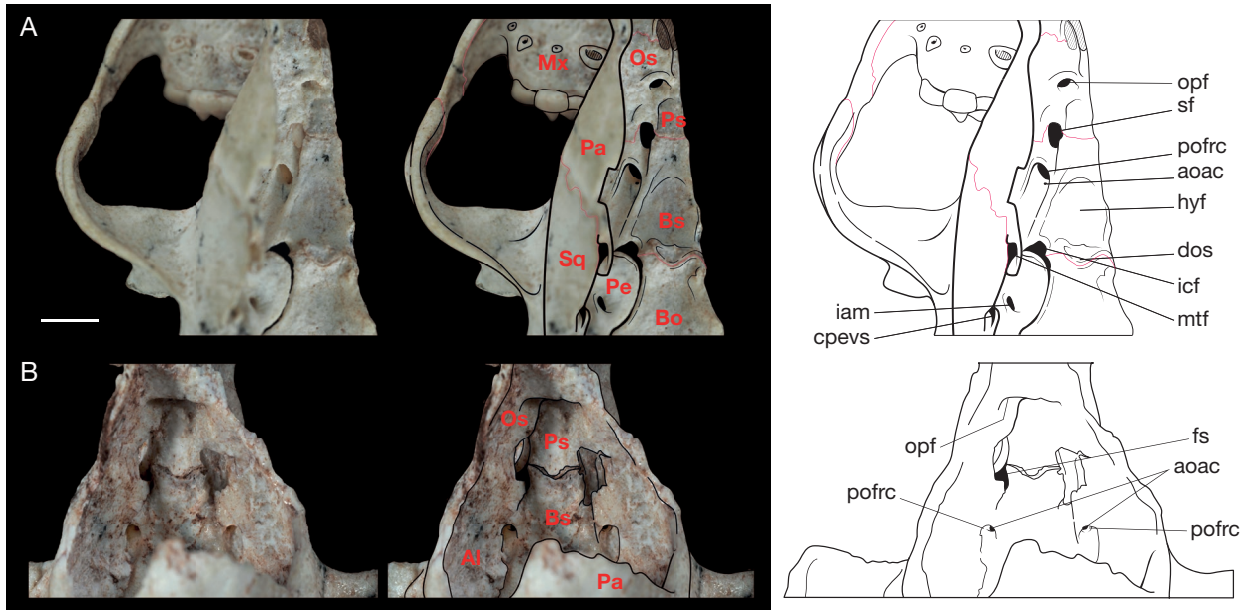 A
Mx
Os
Ps
Pa
Bs
Sq
Pe
Bo
opf
sf
pofrc
aoac
hyf
dos
icf
mtf
iam
cpevs
B
Os
Ps
Bs
Al
Pa
opf
fs
aoac
pofrc
pofrc